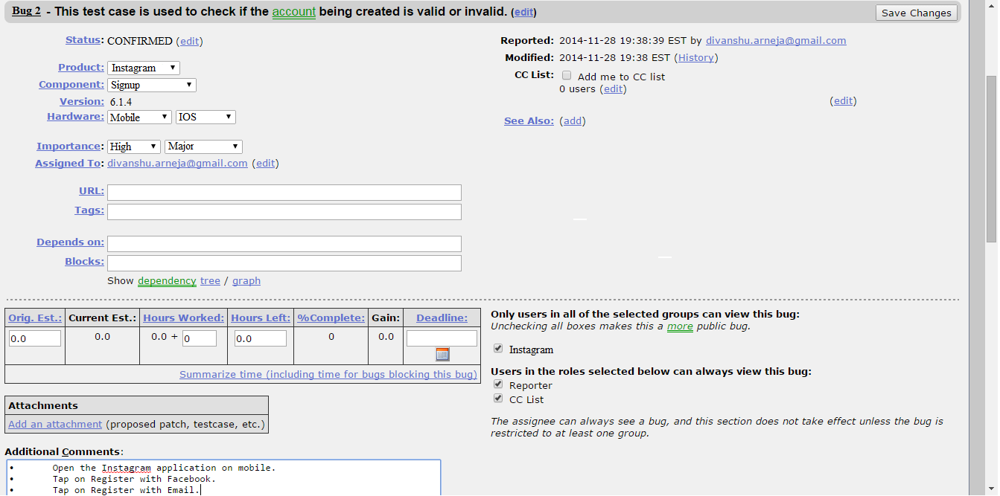 Bug 2 - This test case is used to check if the account being created is valid or invalid. (edit)
Save Changes
Status: CONFIRMED (edit)
Product: Instagram
Component: Signup
Version: 6.1.4
Hardware: Mobile IOS
Importance: High Major
Assigned To: divanshu.arneja@gmail.com (edit)
URL:
Tags:
Depends on:
Blocks:
Show dependency tree / graph
Reported: 2014-11-28 19:38:39 EST by divanshu.arneja@gmail.com
Modified: 2014-11-28 19:38 EST (History)
CC List: Add me to CC list
0 users (edit)
(edit)
See Also: (add)
Orig. Est.: Current Est.: Hours Worked: Hours Left: %Complete: Gain: Deadline:
0.0 0.0 0.0 + 0 0.0 0 0.0
Summarize time (including time for bugs blocking this bug)
Attachments
Add an attachment (proposed patch, testcase, etc.)
Only users in all of the selected groups can view this bug:
Unchecking all boxes makes this a more public bug.
Instagram
Users in the roles selected below can always view this bug:
Reporter
CC List
The assignee can always see a bug, and this section does not take effect unless the bug is
restricted to at least one group.
Additional Comments:
• Open the Instagram application on mobile.
• Tap on Register with Facebook.
• Tap on Register with Email.